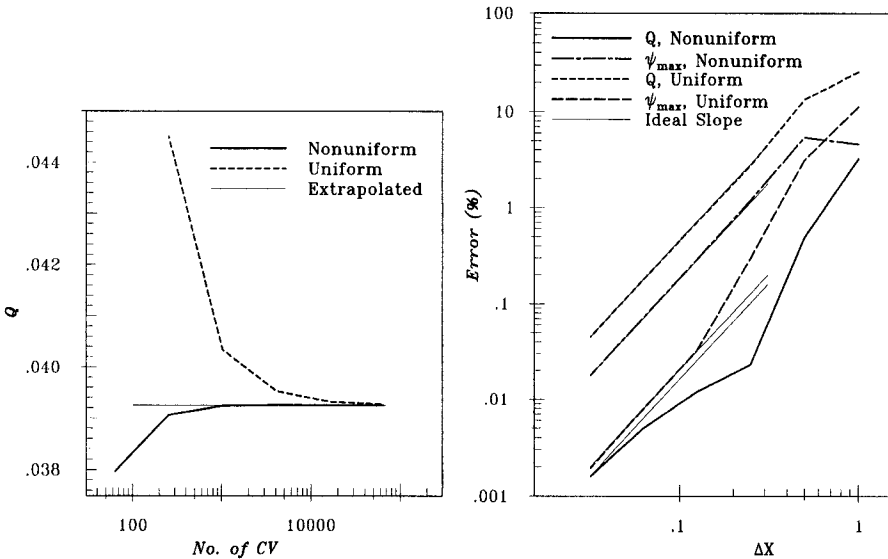 .044
.042
.040
.038
Q
100
10000
No. of CV
Nonuniform
Uniform
Extrapolated
100
10
1
.1
.01
.001
Error (%)
.1
1
ΔX
Q, Nonuniform
ψmax, Nonuniform
Q, Uniform
ψmax, Uniform
Ideal Slope